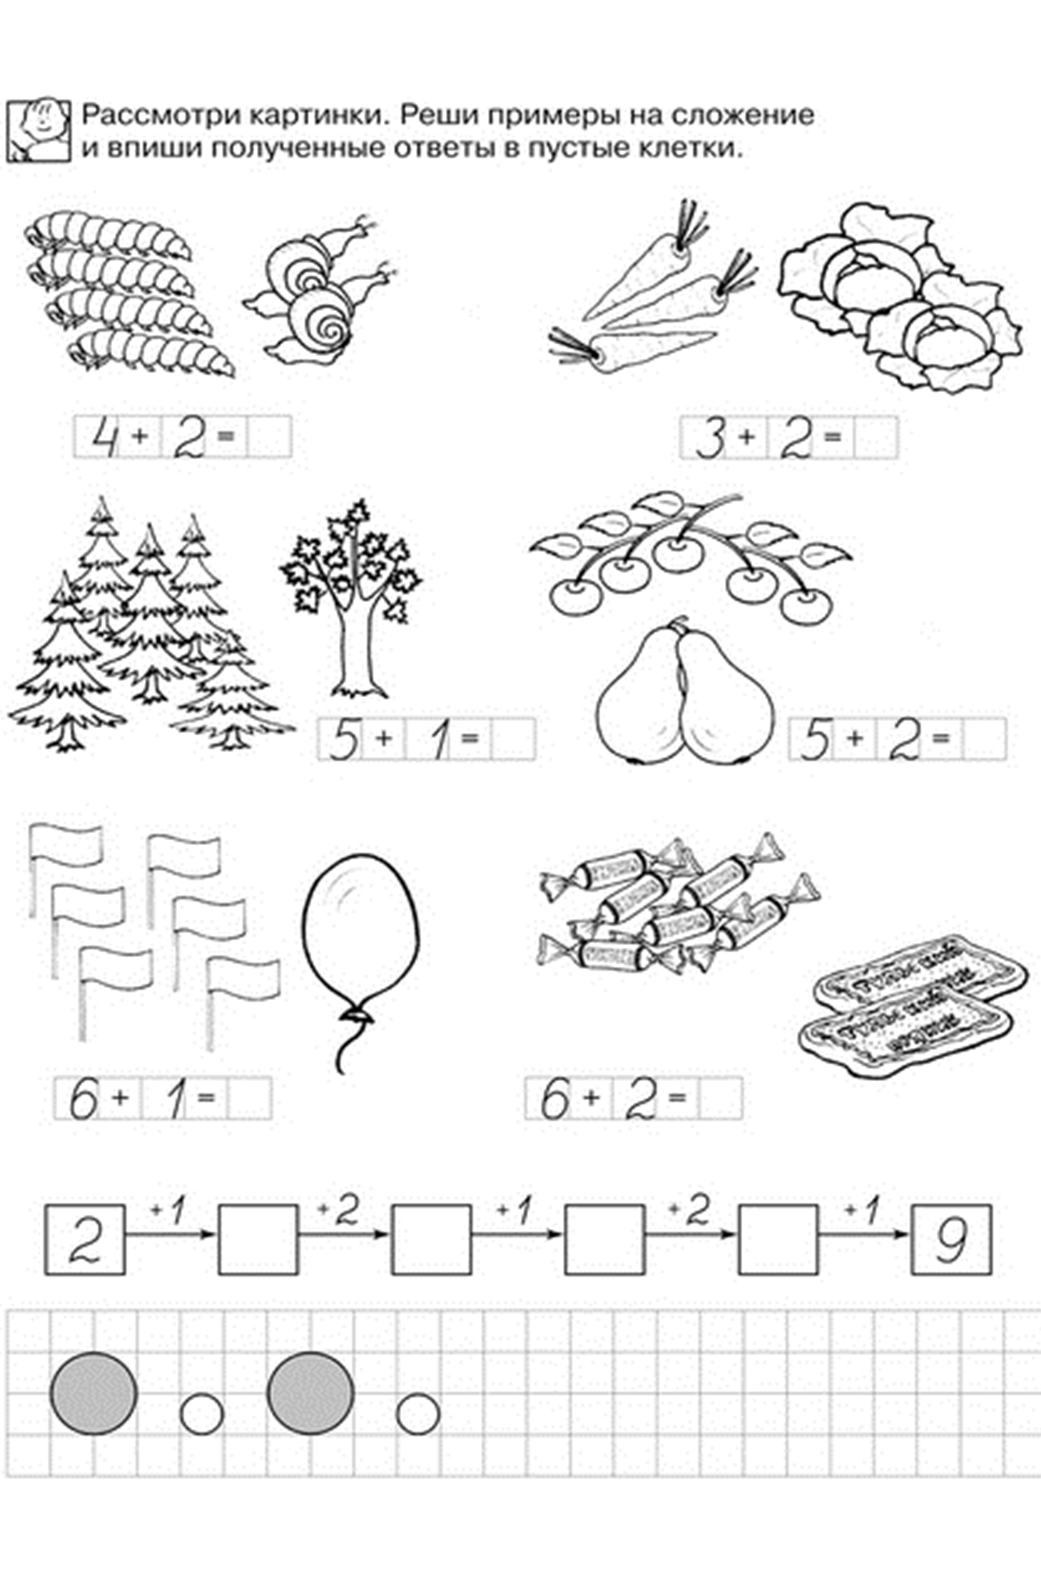 Рассмотри картинки. Реши примеры на сложение
и впиши полученные ответы в пустые клетки.
4 + 2 =
3 + 2 =
5 + 1 =
5 + 2 =
6 + 1 =
6 + 2 =
+1 +2 +1 +2 +1
2 9